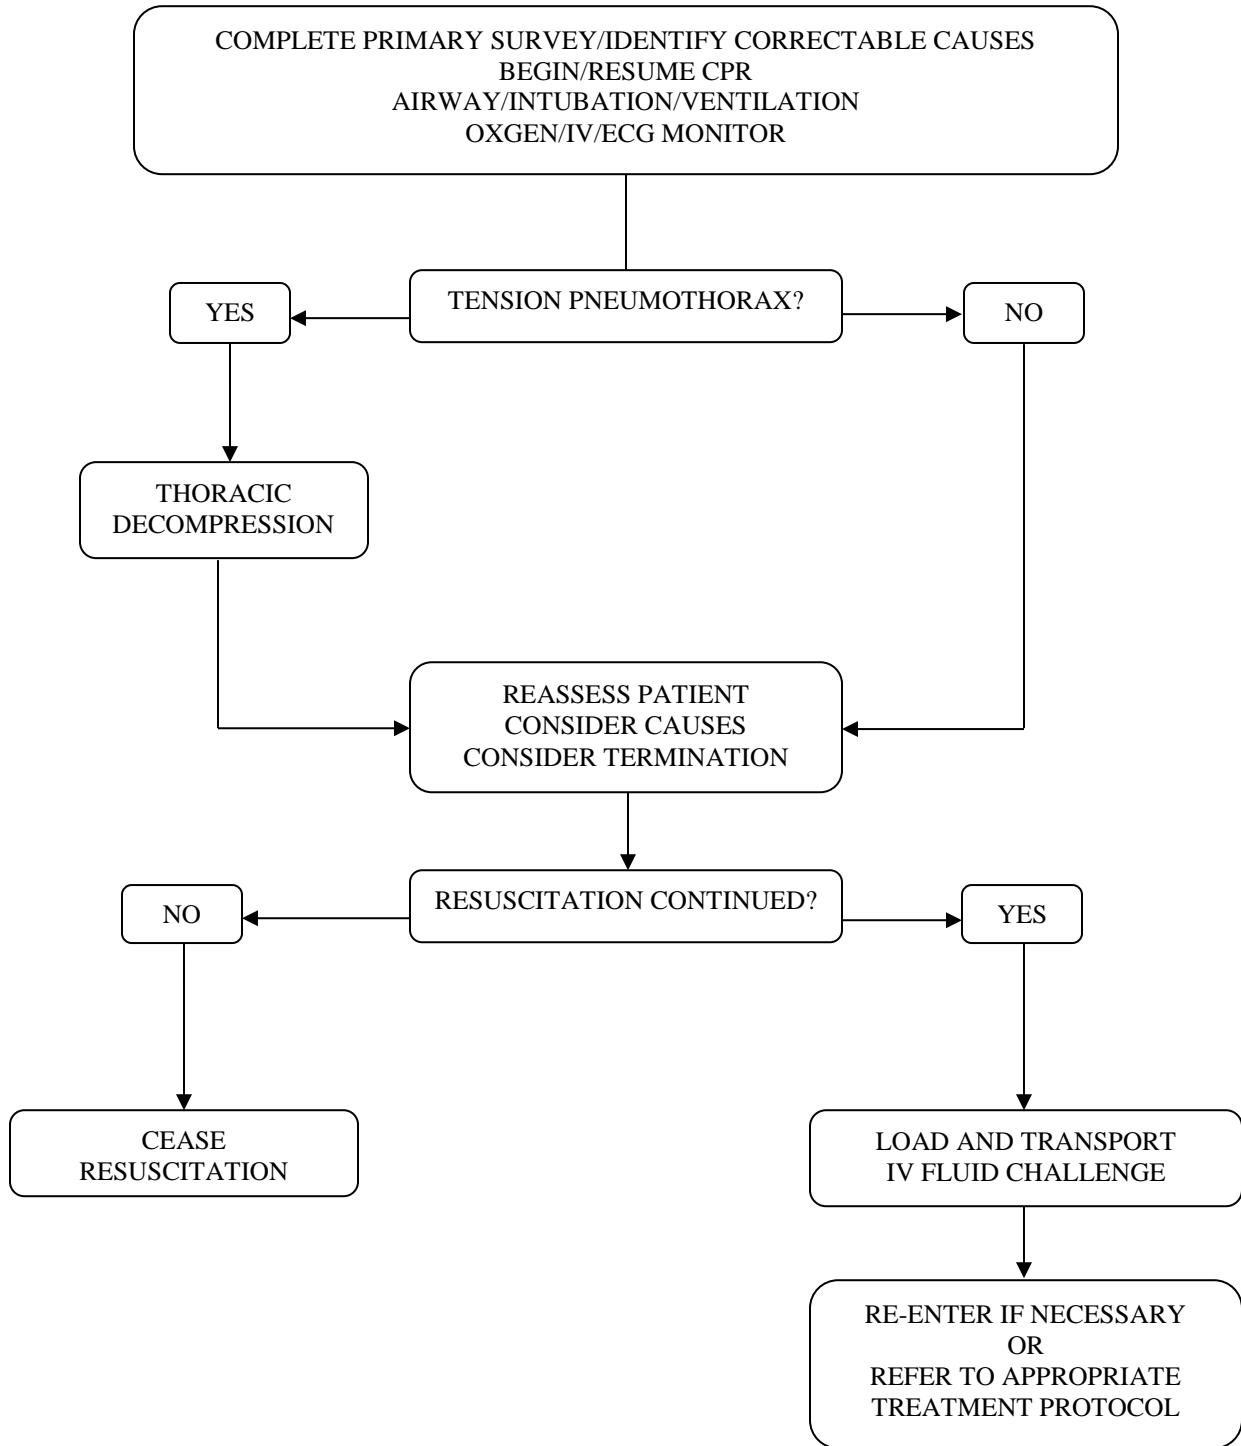 COMPLETE PRIMARY SURVEY/IDENTIFY CORRECTABLE CAUSES
BEGIN/RESUME CPR
AIRWAY/INTUBATION/VENTILATION
OXGEN/IV/ECG MONITOR
YES
TENSION PNEUMOTHORAX?
NO
THORACIC
DECOMPRESSION
REASSESS PATIENT
CONSIDER CAUSES
CONSIDER TERMINATION
NO
RESUSCITATION CONTINUED?
YES
CEASE
RESUSCITATION
LOAD AND TRANSPORT
IV FLUID CHALLENGE
RE-ENTER IF NECESSARY
OR
REFER TO APPROPRIATE
TREATMENT PROTOCOL